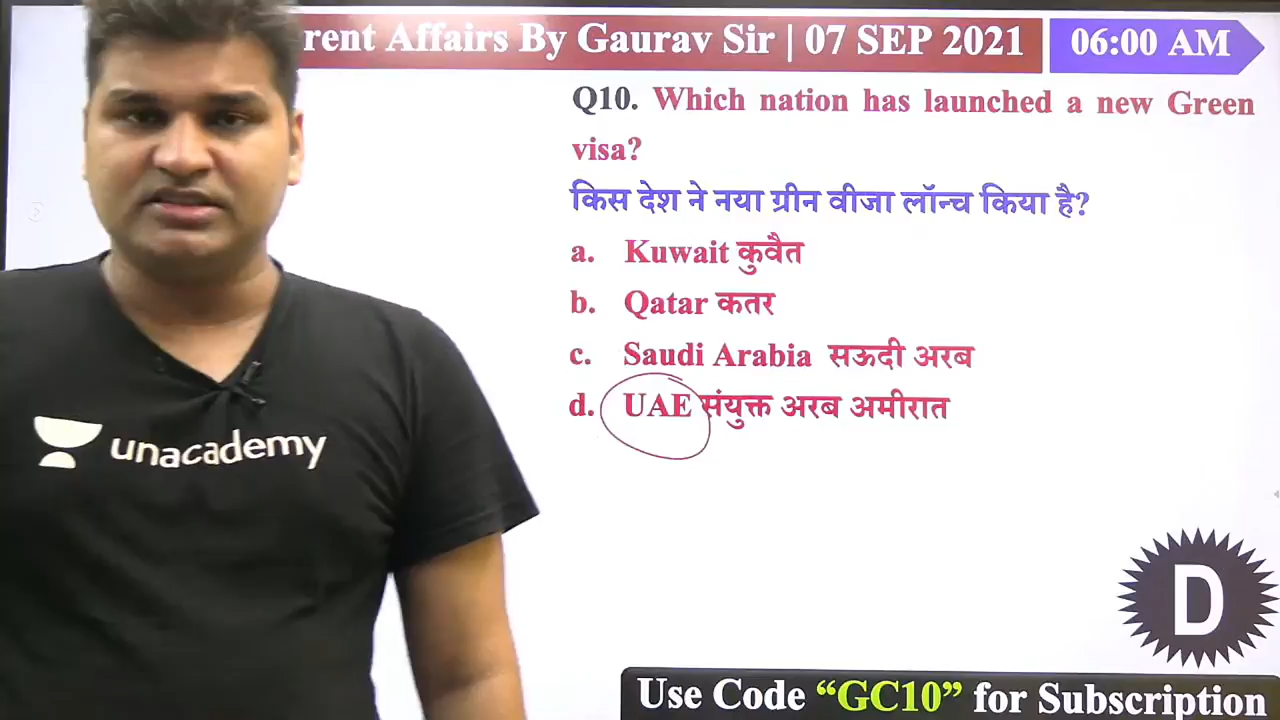 rent Affairs By Gaurav Sir | 07 SEP 2021
06:00 AM
Q10. Which nation has launched a new Green
visa?
किस देश ने नया ग्रीन वीजा लॉन्च किया है?
a. Kuwait कुवैत
b. Qatar कतर
c. Saudi Arabia सऊदी अरब
d. UAE संयुक्त अरब अमीरात
unacademy
D
Use Code “GC10” for Subscription